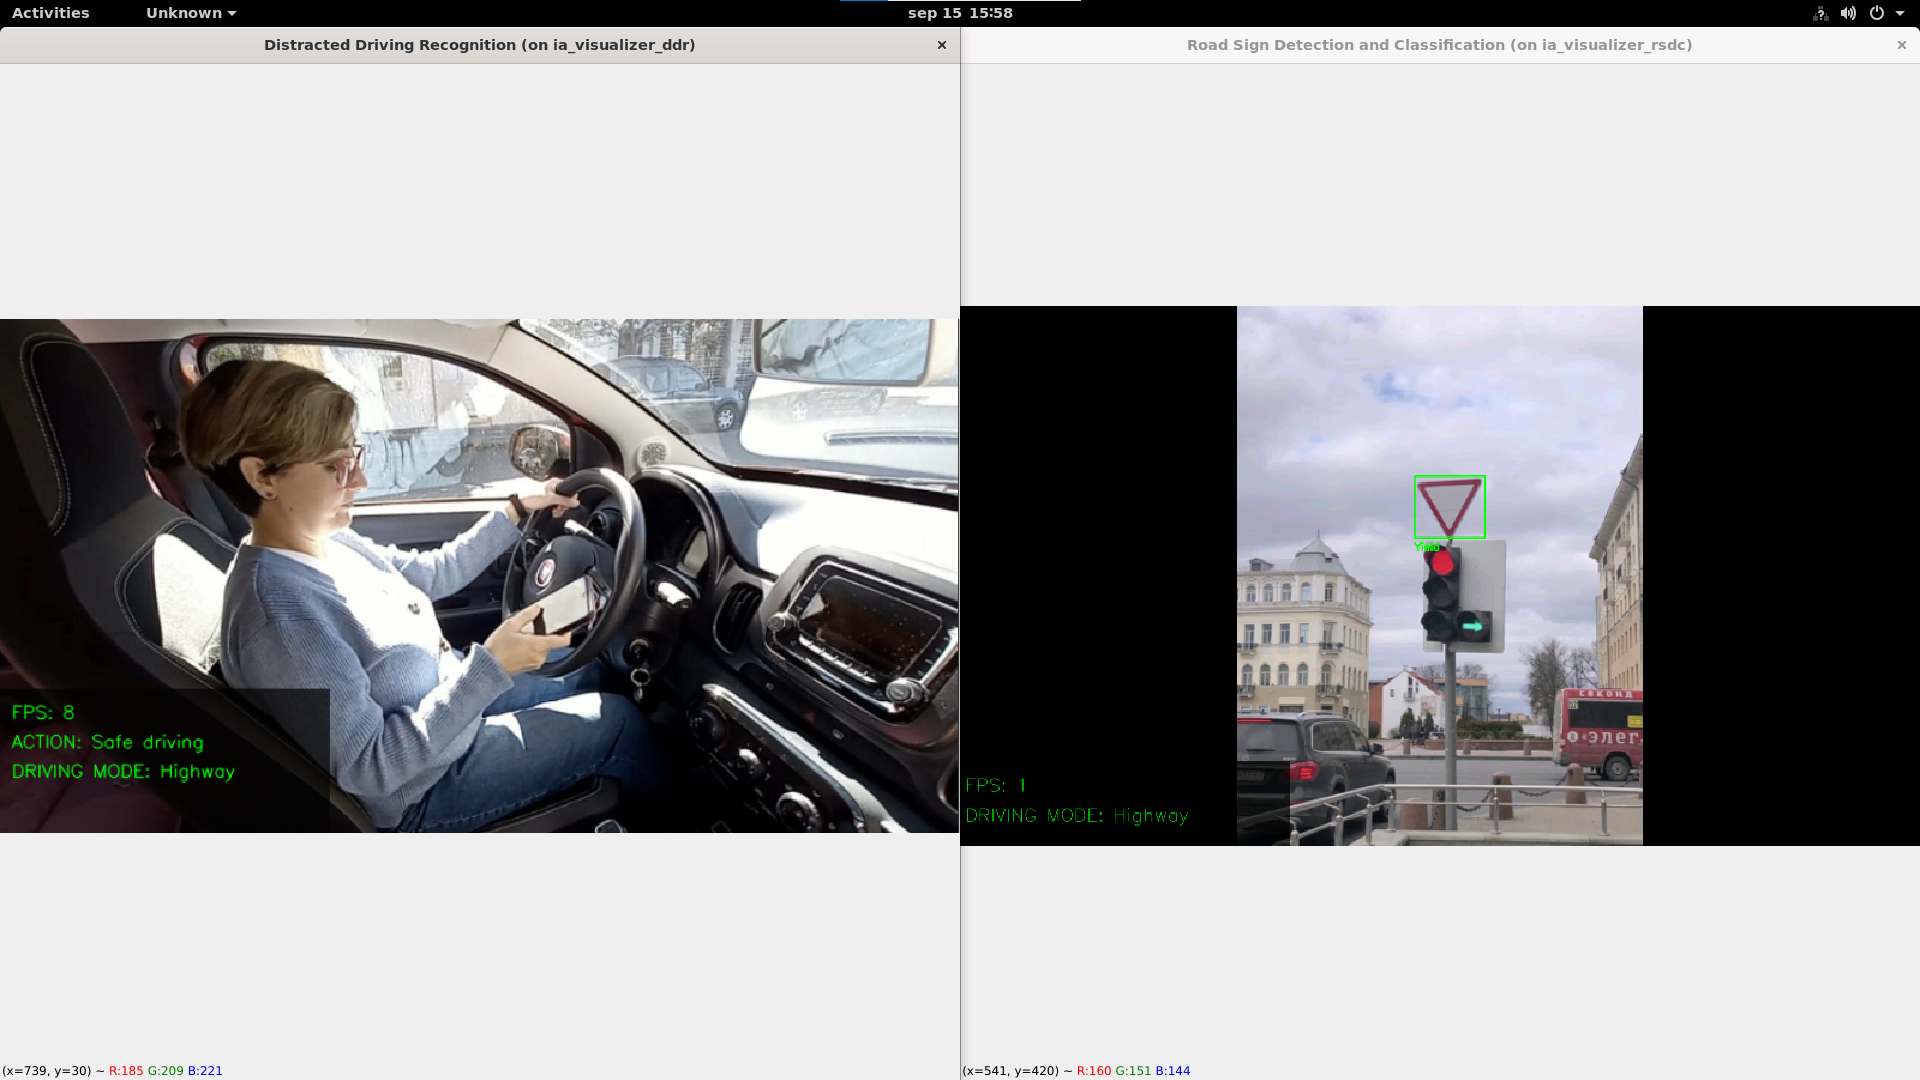 Activities
Unknown
sep 15 15:58
Distracted Driving Recognition (on ia_visualizer_ddr)
×
FPS: 8
ACTION: Safe driving
DRIVING MODE: Highway
(x=739, y=30) ~ R:185 G:209 B:221
Road Sign Detection and Classification (on ia_visualizer_rsdc)
×
Yield
СЕКОНД
"ЭЛЕГ
FPS: 1
DRIVING MODE: Highway
(x=541, y=420) ~ R:160 G:151 B:144